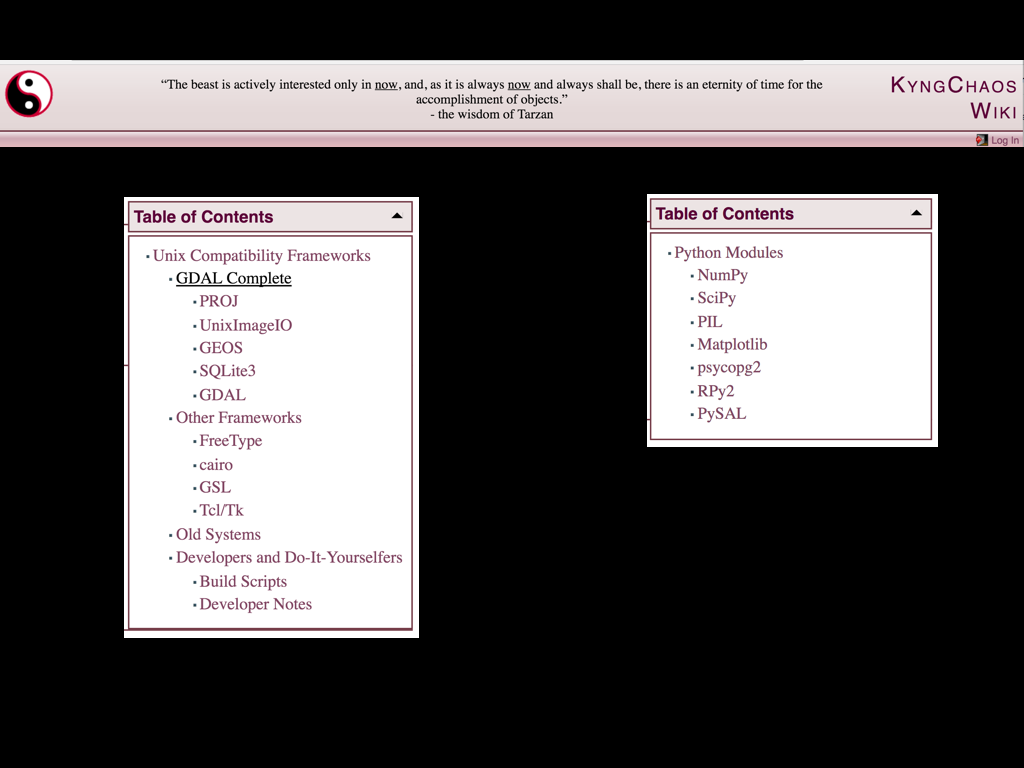 “The beast is actively interested only in now, and, as it is always now and always shall be, there is an eternity of time for the
accomplishment of objects.”
- the wisdom of Tarzan
KYNGCHAOS
WIKI
Log In
Table of Contents
Unix Compatibility Frameworks
GDAL Complete
PROJ
UnixImageIO
GEOS
SQLite3
GDAL
Other Frameworks
FreeType
cairo
GSL
Tcl/Tk
Old Systems
Developers and Do-It-Yourselfers
Build Scripts
Developer Notes
Table of Contents
Python Modules
NumPy
SciPy
PIL
Matplotlib
psycopg2
RPy2
PySAL